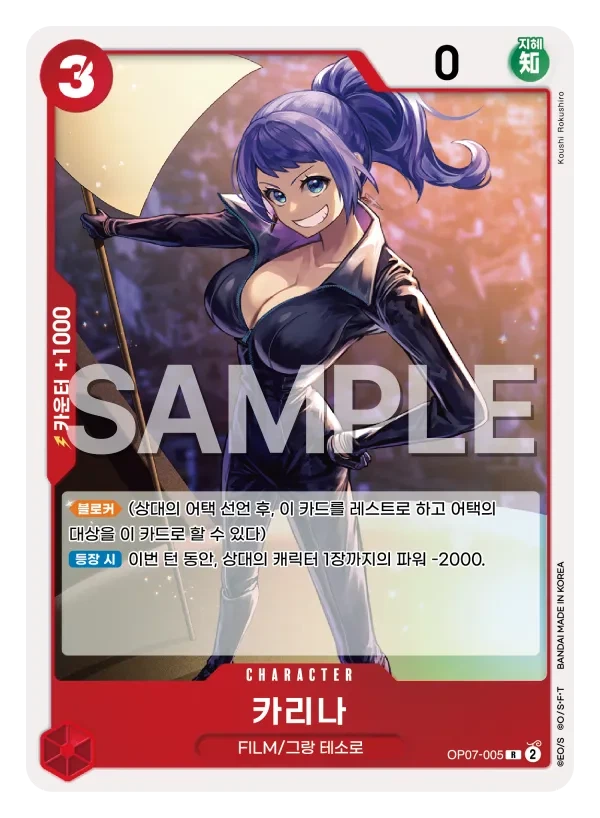 3
0
지혜
知
Koushi Rokushiro
카운터 +1000
SAMPLE
블로커 (상대의 어택 선언 후, 이 카드를 레스트로 하고 어택의
대상을 이 카드로 할 수 있다)
등장 시 이번 턴 동안, 상대의 캐릭터 1장까지의 파워 -2000.
CHARACTER
카리나
FILM/그랑 테소로
OP07-005 R 2
©EO/S ©O/S·F·T BANDAI MADE IN KOREA